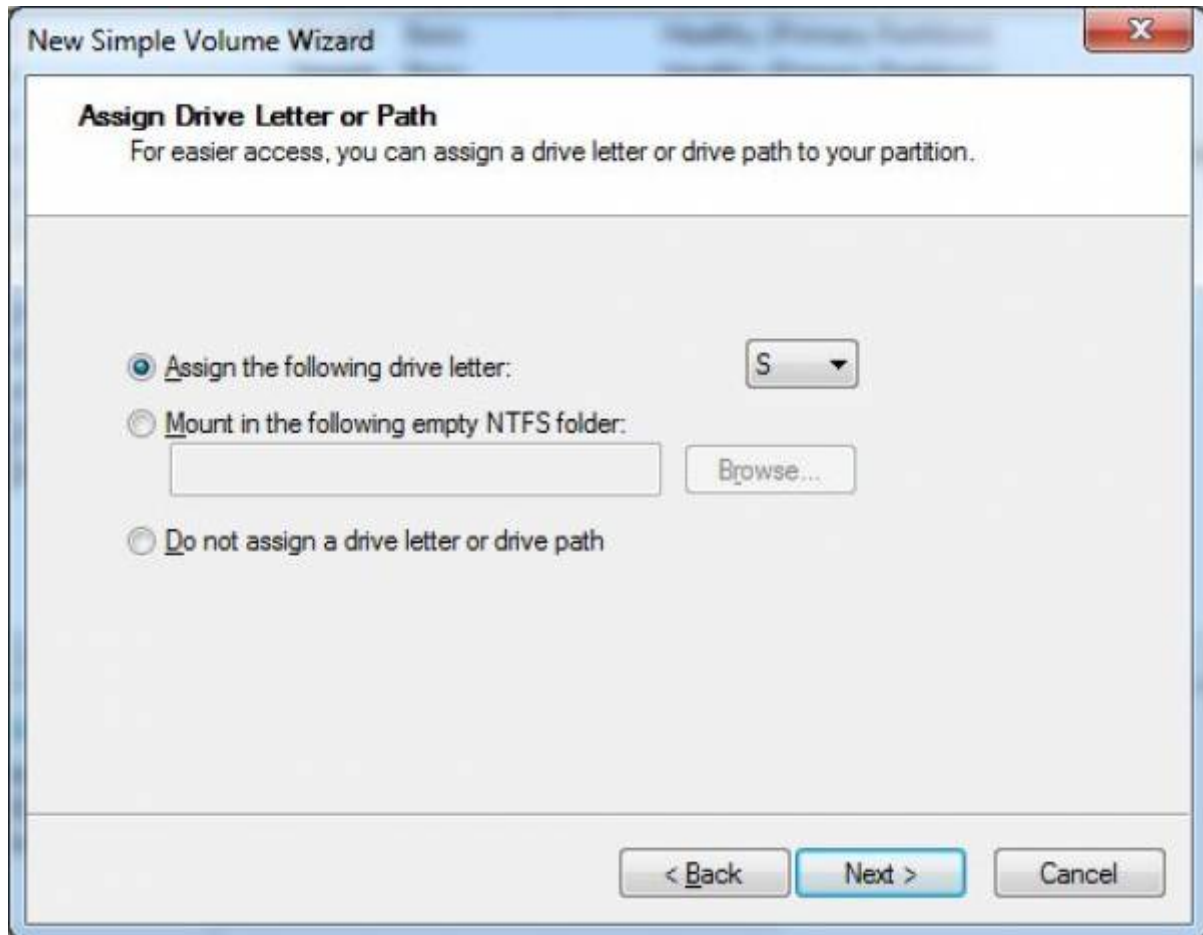 New Simple Volume Wizard
Assign Drive Letter or Path
For easier access, you can assign a drive letter or drive path to your partition.
Assign the following drive letter: S
Mount in the following empty NTFS folder:
Browse...
Do not assign a drive letter or drive path
< Back Next > Cancel